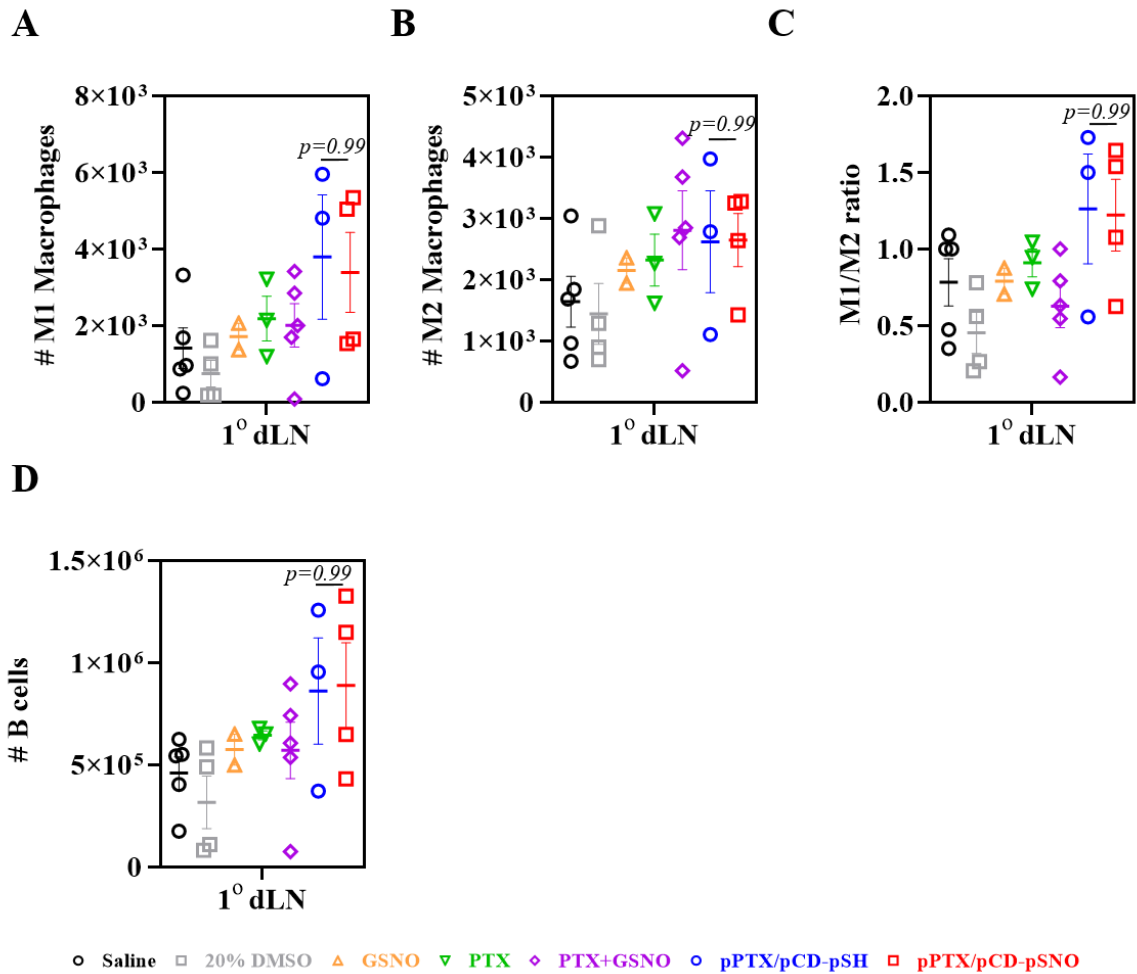 A
# M1 Macrophages
8×10³
6×10³
4×10³
2×10³
0
p=0.99
1° dLN
B
# M2 Macrophages
5×10³
4×10³
3×10³
2×10³
1×10³
0
p=0.99
1° dLN
C
M1/M2 ratio
2.0
1.5
1.0
0.5
0.0
p=0.99
1° dLN
D
# B cells
1.5×10⁶
1×10⁶
5×10⁵
0
p=0.99
1° dLN
Saline 20% DMSO GSNO PTX PTX+GSNO pPTX/pCD-pSH pPTX/pCD-pSNO